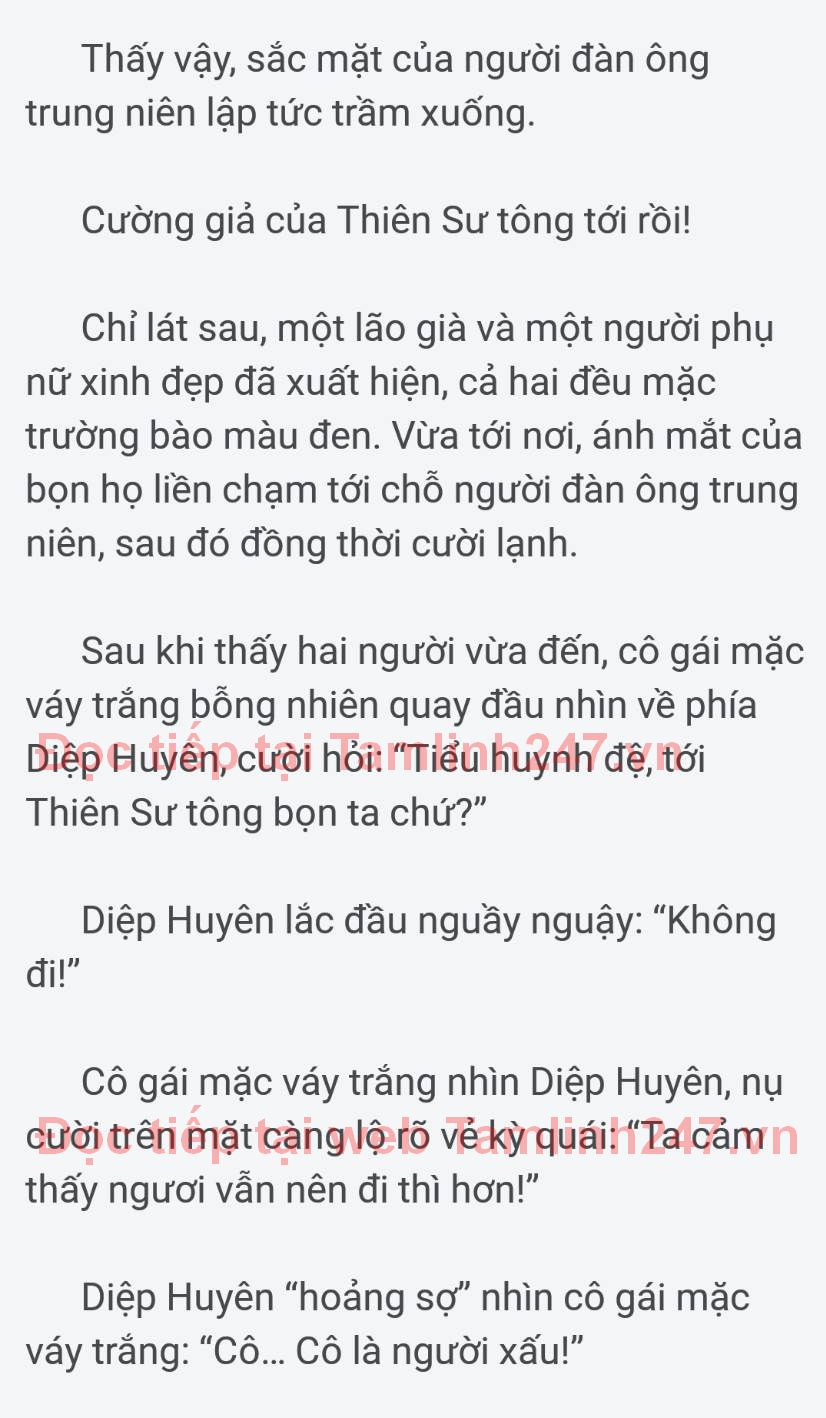 Thấy vậy, sắc mặt của người đàn ông
trung niên lập tức trầm xuống.
Cường giả của Thiên Sư tông tới rồi!
Chỉ lát sau, một lão già và một người phụ
nữ xinh đẹp đã xuất hiện, cả hai đều mặc
trường bào màu đen. Vừa tới nơi, ánh mắt của
bọn họ liền chạm tới chỗ người đàn ông trung
niên, sau đó đồng thời cười lạnh.
Sau khi thấy hai người vừa đến, cô gái mặc
váy trắng bỗng nhiên quay đầu nhìn về phía
Diệp Huyên, cười hỏi: “Tiểu huynh đệ, tới
Đọc tiếp tại Tamlinh247.vn
Thiên Sư tông bọn ta chứ?”
Diệp Huyên lắc đầu nguầy nguậy: “Không
đi!”
Cô gái mặc váy trắng nhìn Diệp Huyên, nụ
cười trên mặt càng lộ rõ vẻ kỳ quái: “Ta cảm
Đọc tiếp tại web Tamlinh247.vn
thấy ngươi vẫn nên đi thì hơn!”
Diệp Huyên “hoảng sợ” nhìn cô gái mặc
váy trắng: “Cô... Cô là người xấu!”